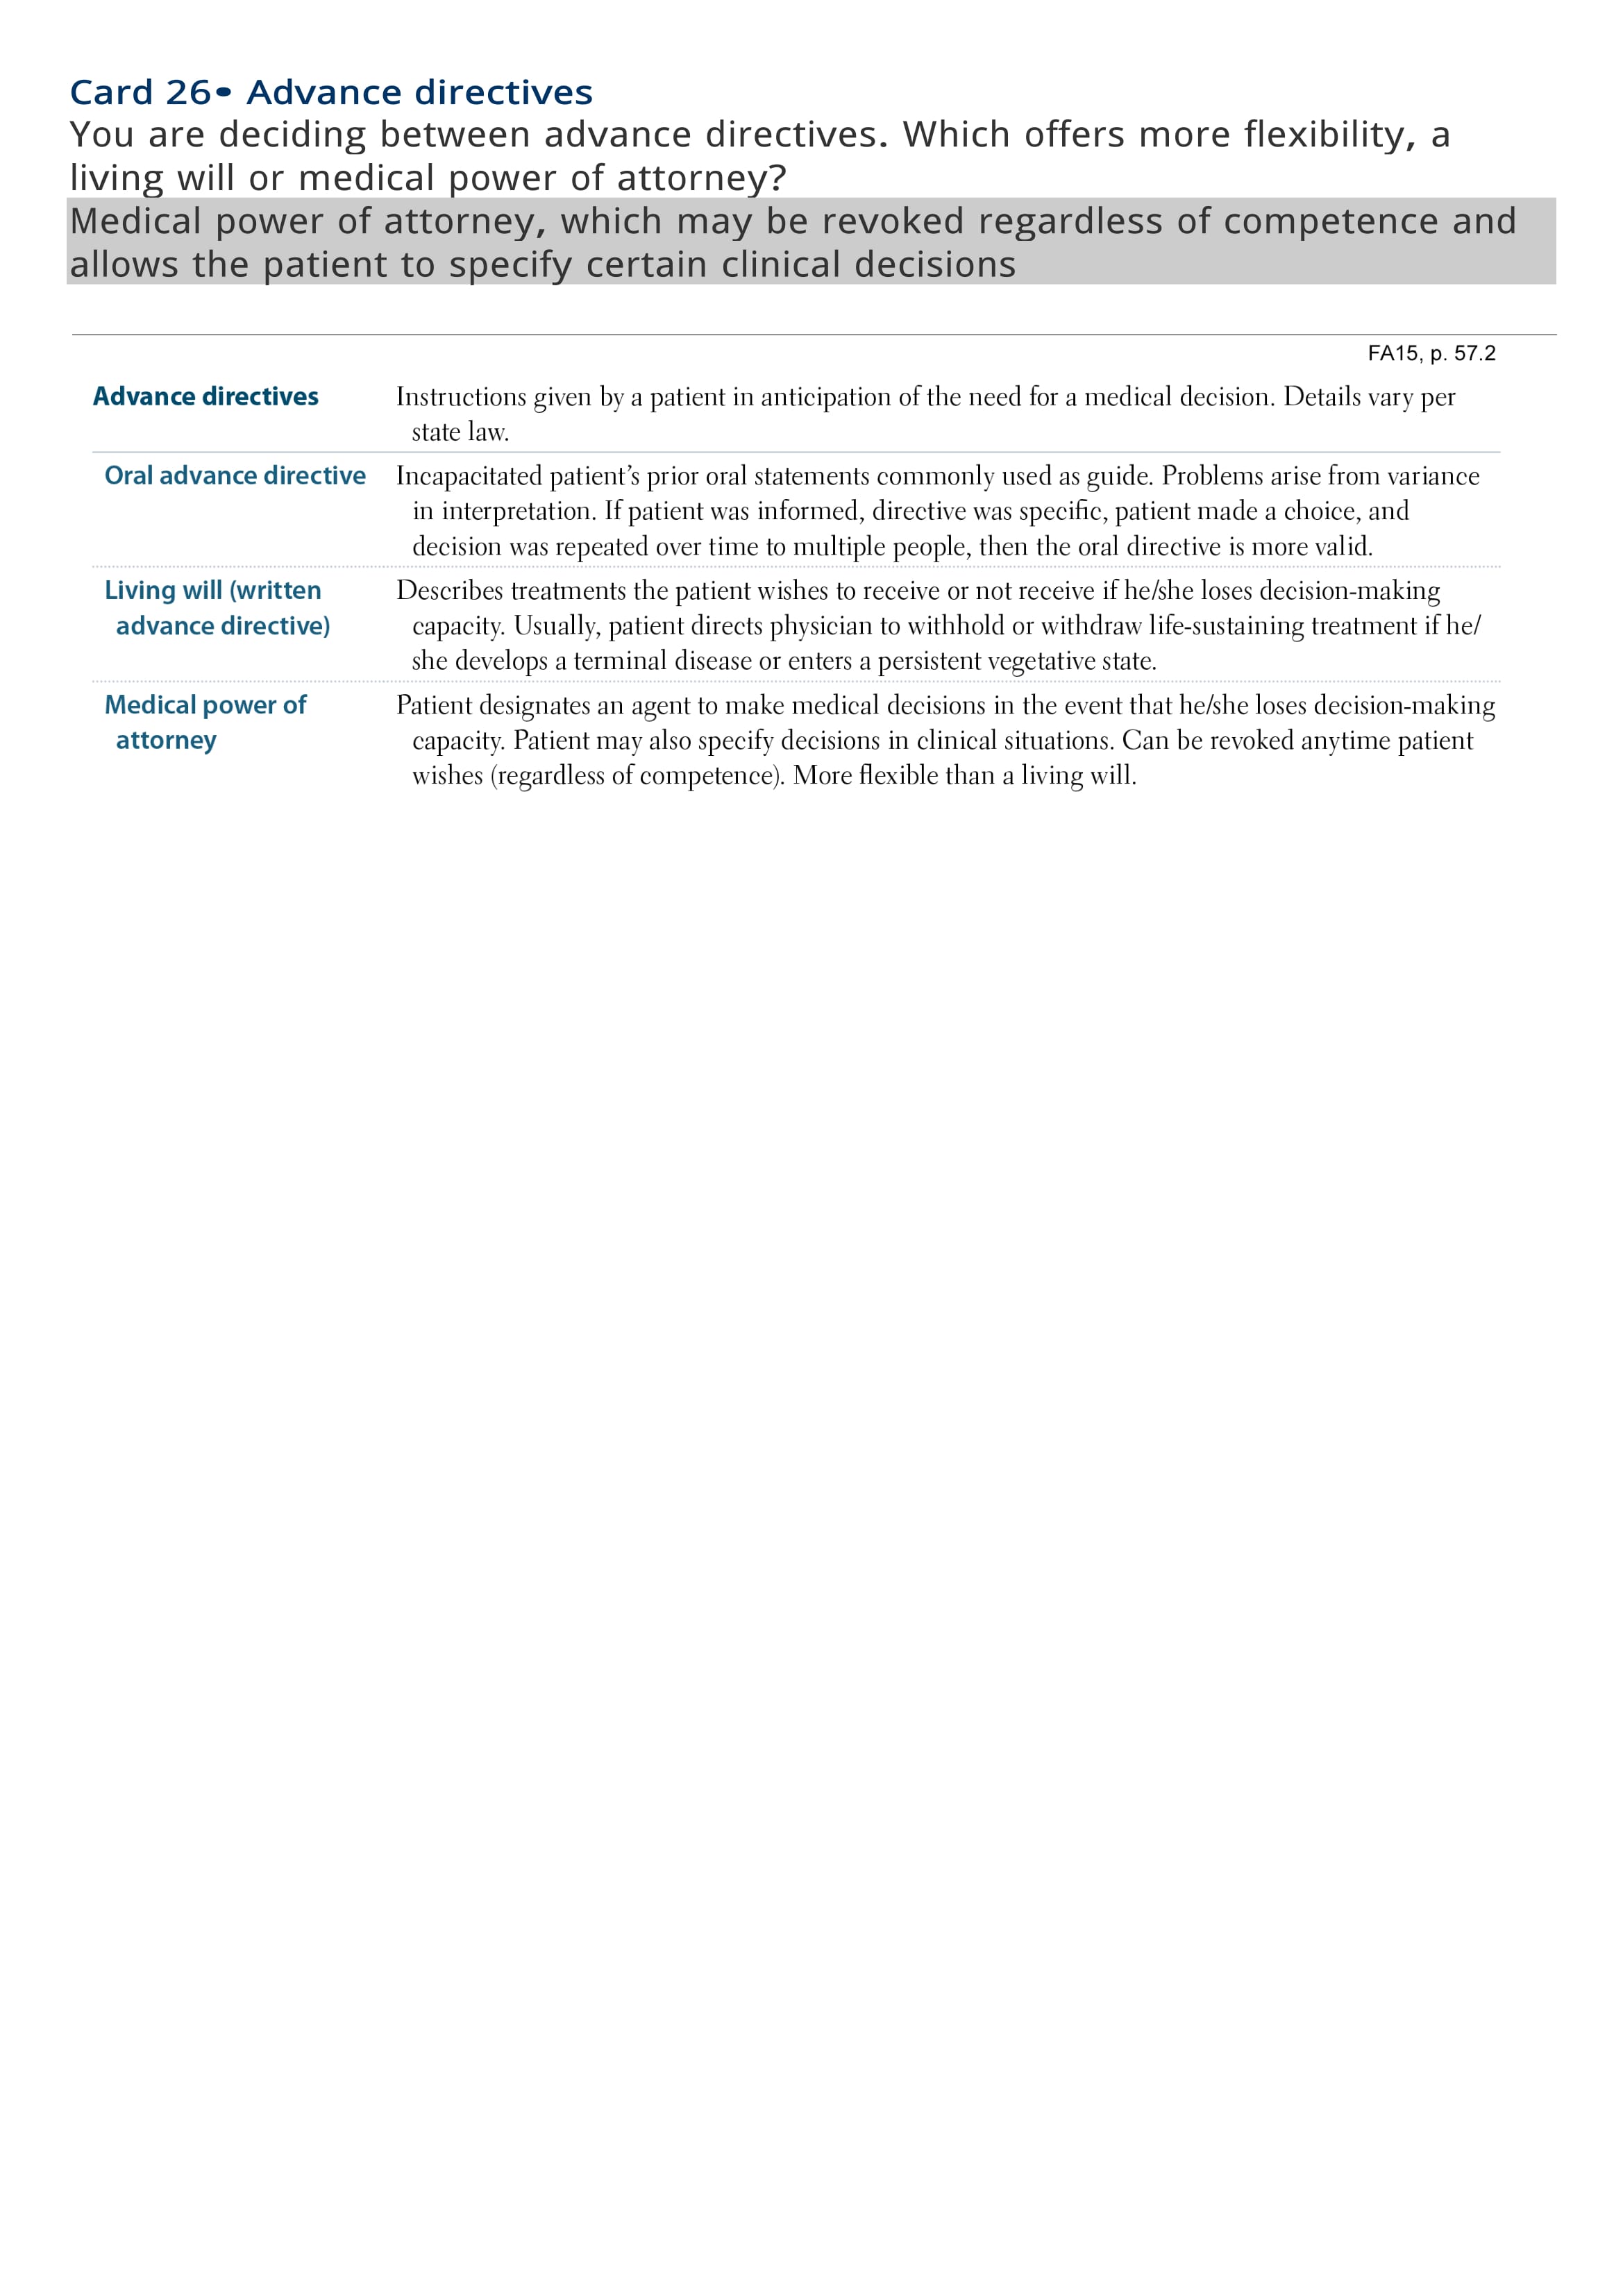 Card 26• Advance directives
You are deciding between advance directives. Which offers more flexibility, a
living will or medical power of attorney?
Medical power of attorney, which may be revoked regardless of competence and
allows the patient to specify certain clinical decisions
FA15, p. 57.2
Advance directives Instructions given by a patient in anticipation of the need for a medical decision. Details vary per
state law.
Oral advance directive Incapacitated patient’s prior oral statements commonly used as guide. Problems arise from variance
in interpretation. If patient was informed, directive was specific, patient made a choice, and
decision was repeated over time to multiple people, then the oral directive is more valid.
Living will (written Describes treatments the patient wishes to receive or not receive if he/she loses decision-making
advance directive) capacity. Usually, patient directs physician to withhold or withdraw life-sustaining treatment if he/
she develops a terminal disease or enters a persistent vegetative state.
Medical power of Patient designates an agent to make medical decisions in the event that he/she loses decision-making
attorney capacity. Patient may also specify decisions in clinical situations. Can be revoked anytime patient
wishes (regardless of competence). More flexible than a living will.